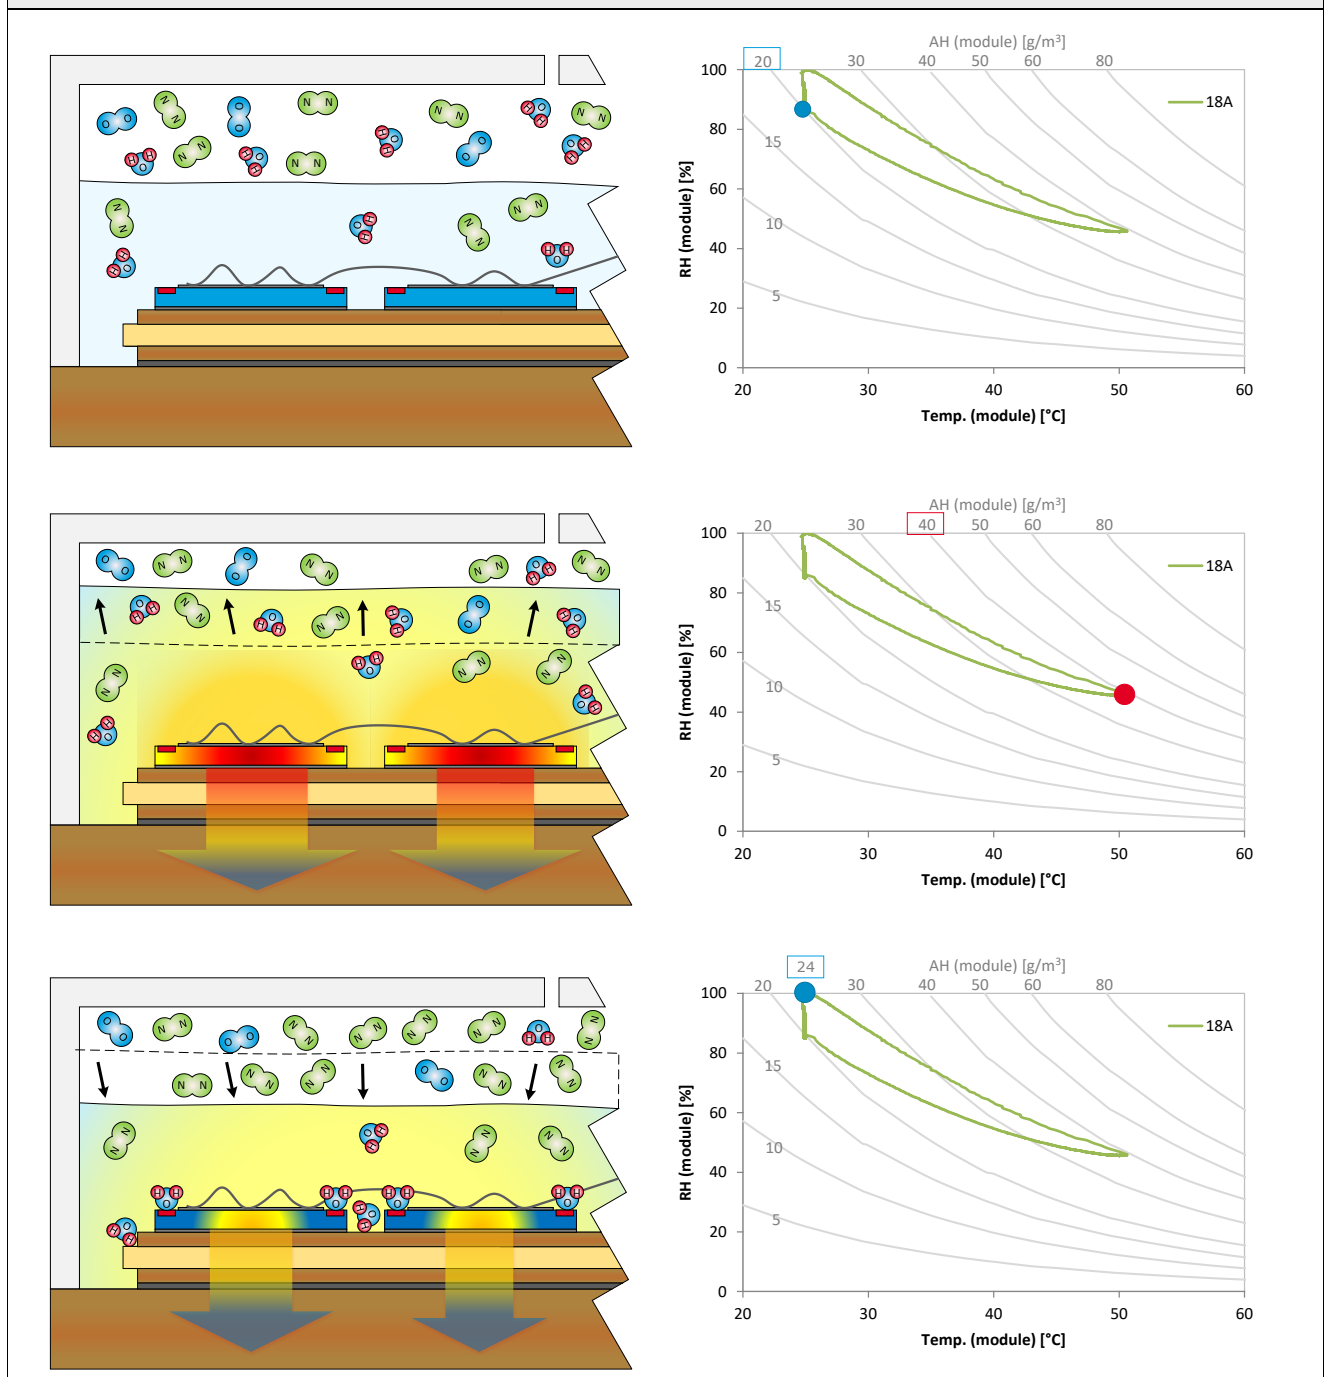 AH (module) [g/m³]
20 30 40 50 60 80
100
80
60
40
20
0
15
10
5
RH (module) [%]
18A
20 30 40 50 60
Temp. (module) [°C]
N N O O N N N N O O N N
H H O H H O N N N N H H O H H O
N N H H O H H O N N N N H H O
AH (module) [g/m³]
20 30 40 50 60 80
100
80
60
40
20
0
15
10
5
RH (module) [%]
18A
20 30 40 50 60
Temp. (module) [°C]
O O N N O O N N N N H H O N N
H H O N N H H O N N H H O O O H H O
N N H H O H H O N N N N H H O
24
AH (module) [g/m³]
20 30 40 50 60 80
100
80
60
40
20
0
15
10
5
RH (module) [%]
18A
20 30 40 50 60
Temp. (module) [°C]
O O N N O O N N N N N N N N H H O N N
N N N N N N O O N N N N
N N H H O N N N N
H H O H H O H H O H H O H H O H H O